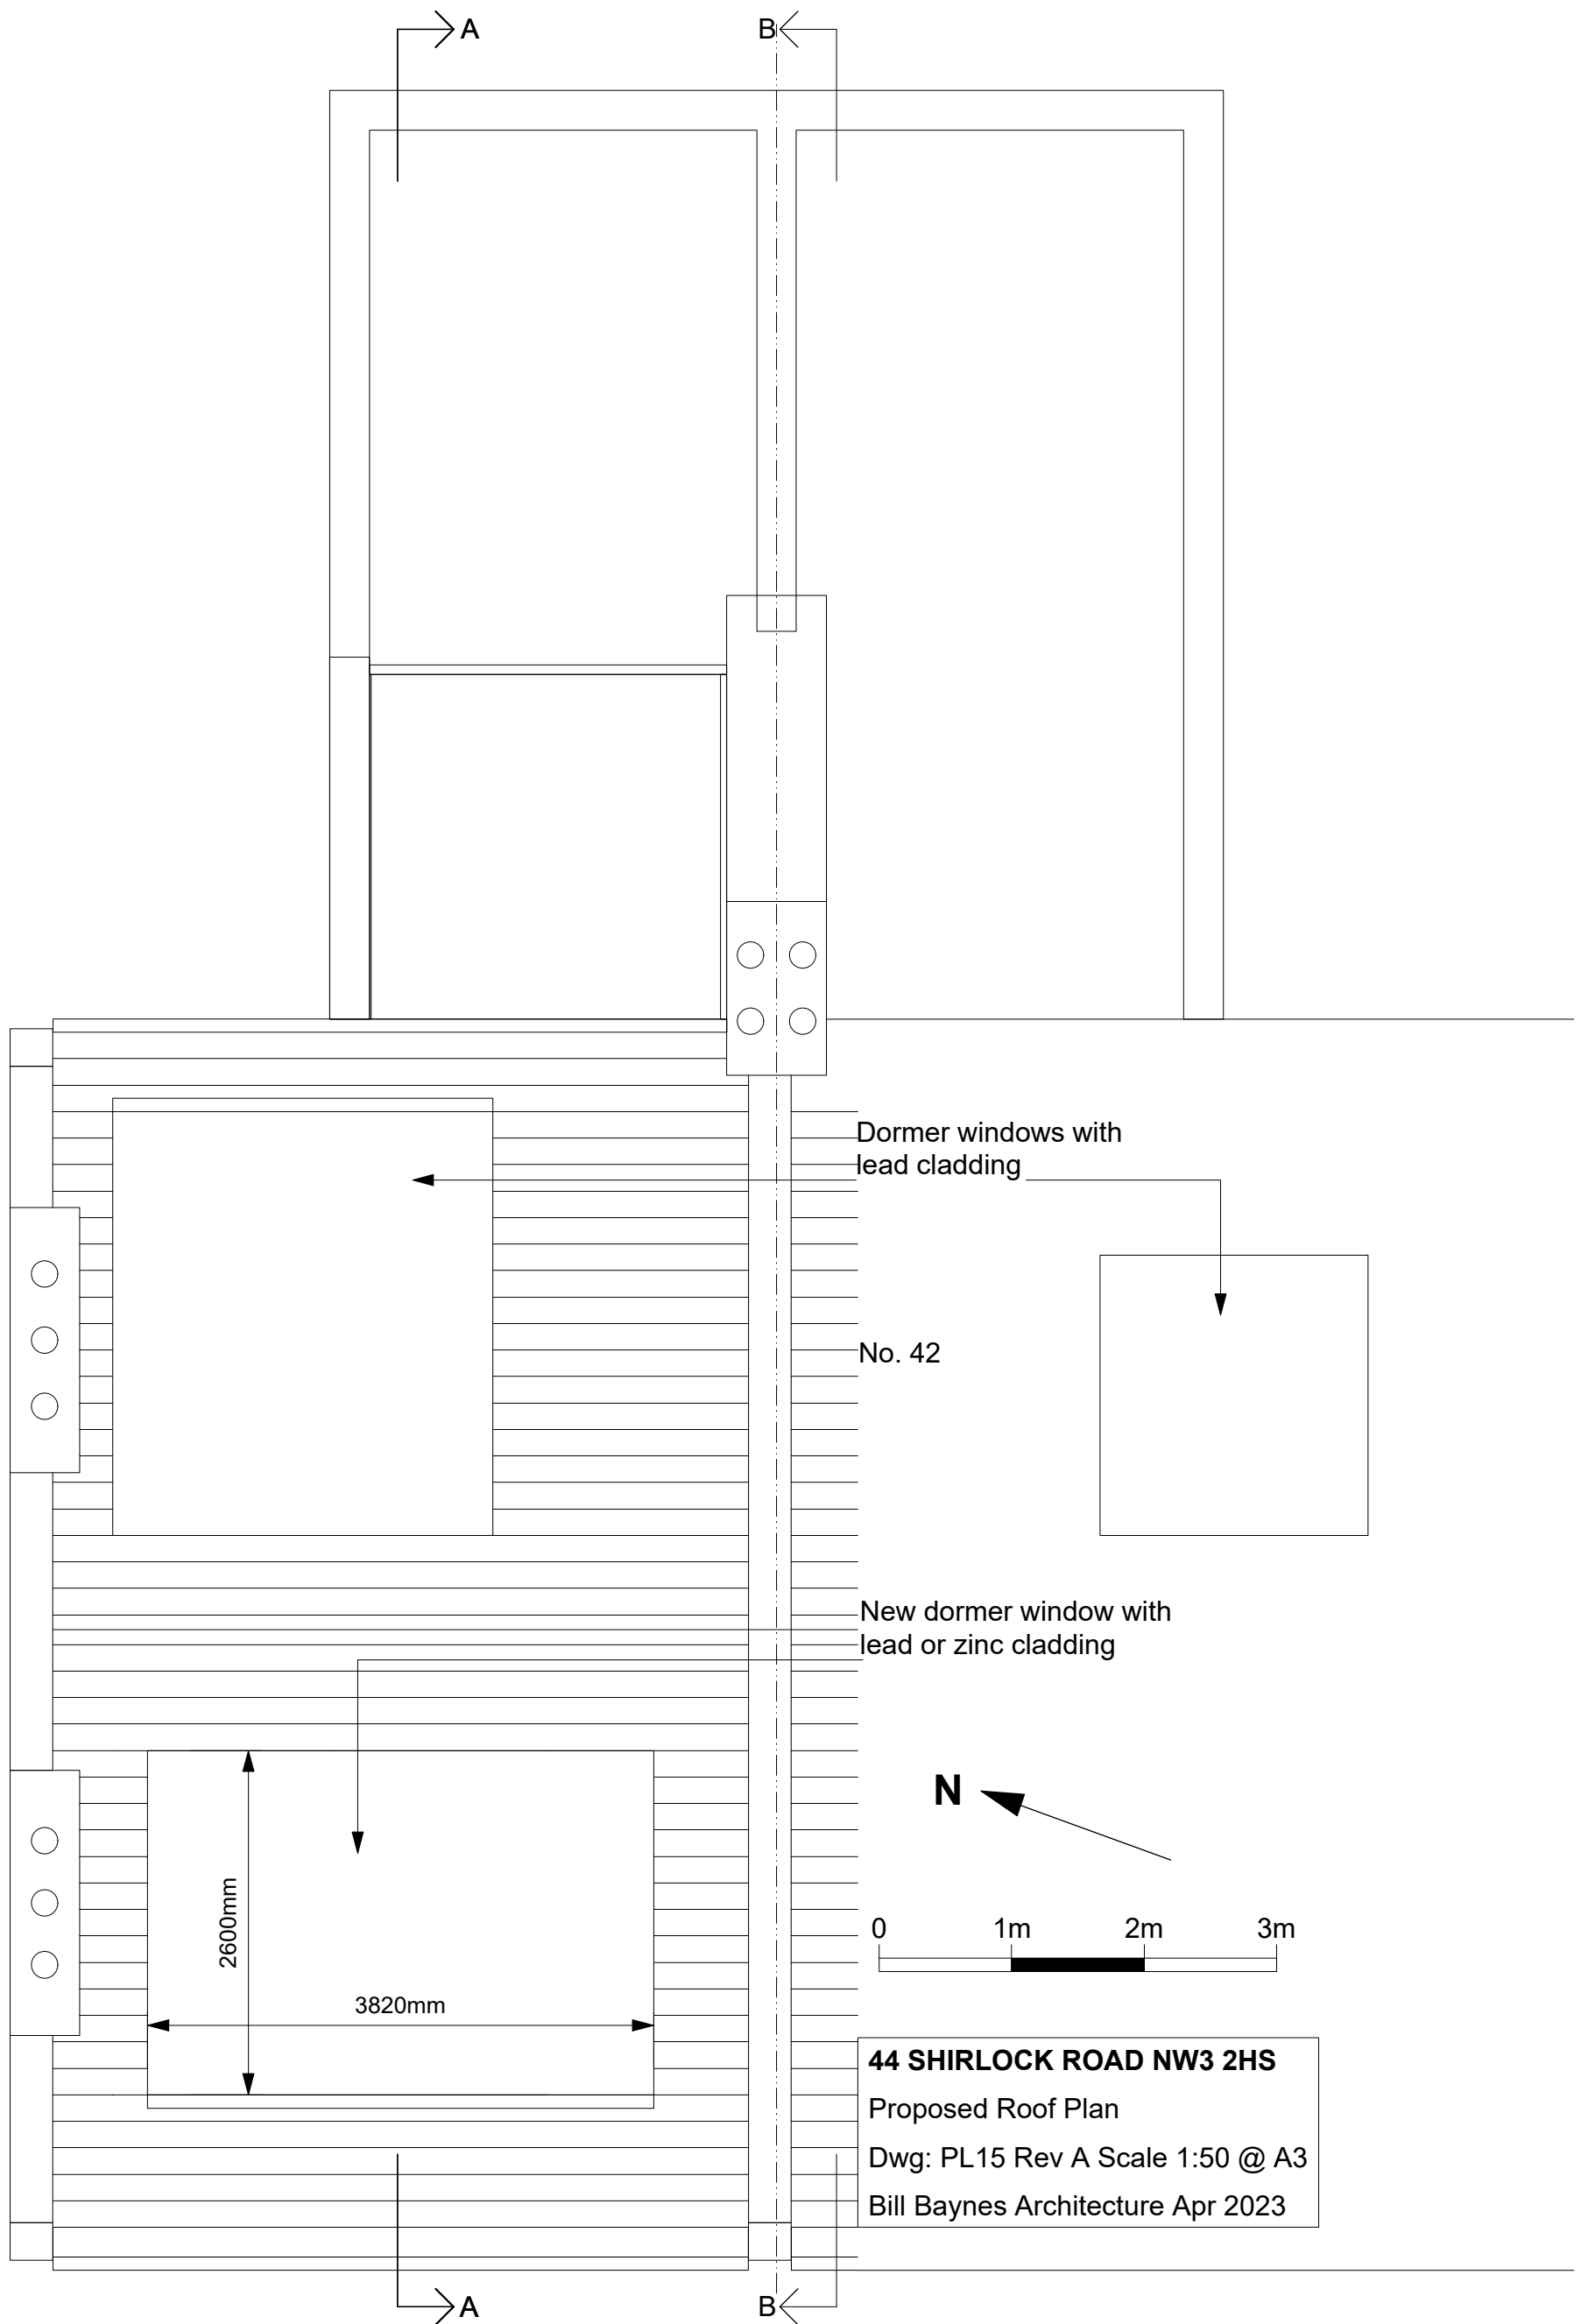 A
B
Dormer windows with
lead cladding
No. 42
New dormer window with
lead or zinc cladding
N
2600mm
3820mm
0 1m 2m 3m
44 SHIRLOCK ROAD NW3 2HS
Proposed Roof Plan
Dwg: PL15 Rev A Scale 1:50 @ A3
Bill Baynes Architecture Apr 2023
A
B